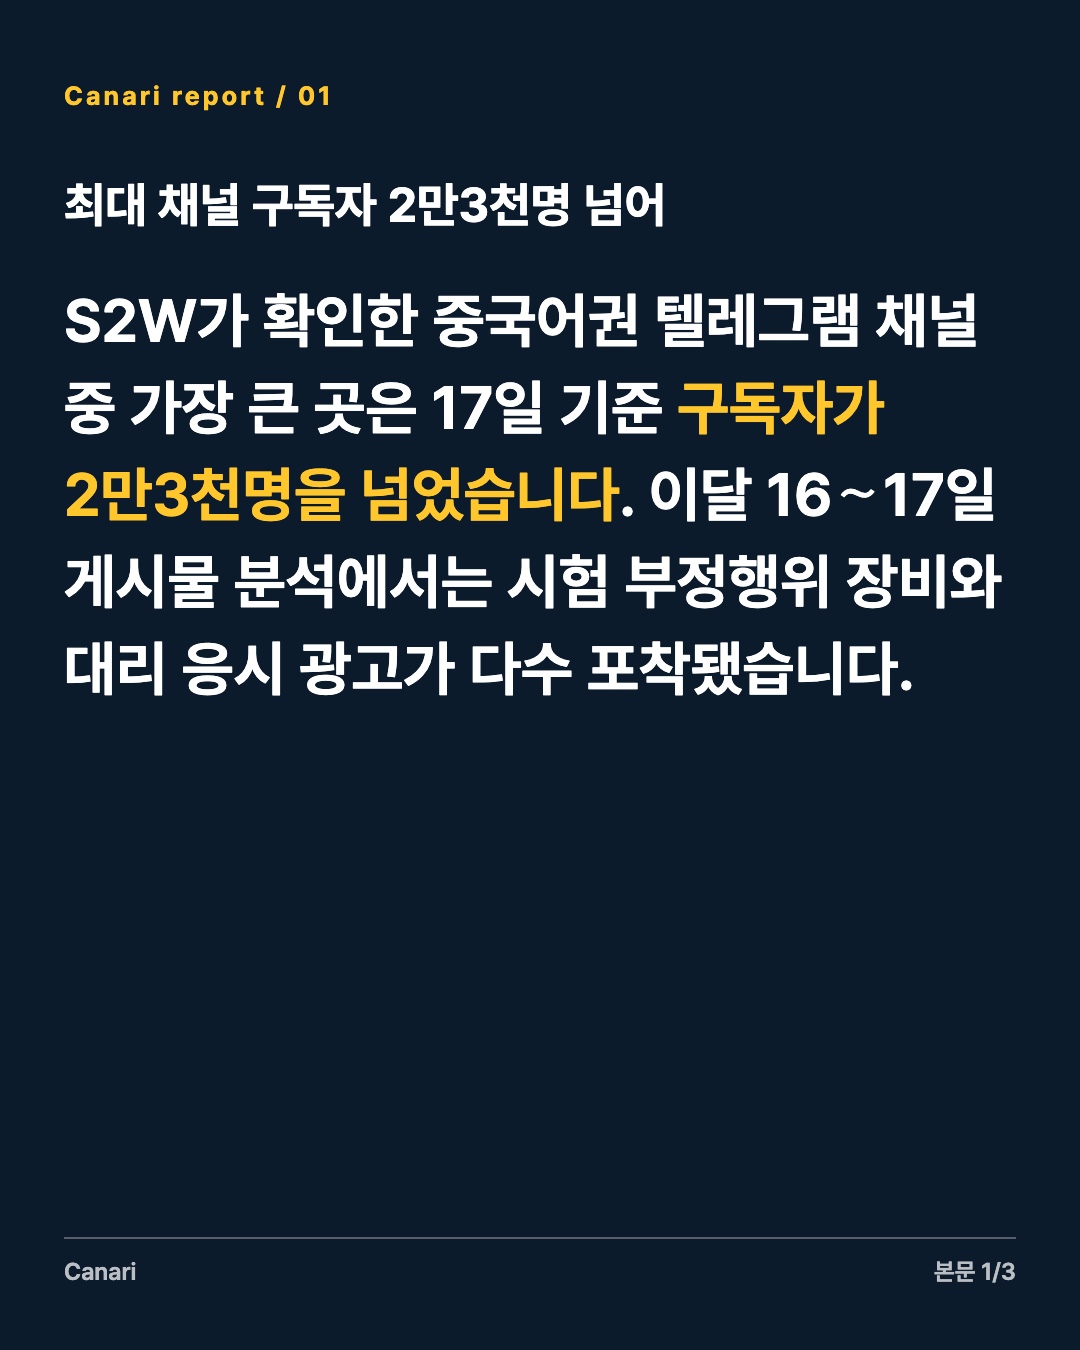 Canari report / 01
최대 채널 구독자 2만3천명 넘어
S2W가 확인한 중국어권 텔레그램 채널
중 가장 큰 곳은 17일 기준 구독자가
2만3천명을 넘었습니다. 이달 16~17일
게시물 분석에서는 시험 부정행위 장비와
대리 응시 광고가 다수 포착됐습니다.
Canari
본문 1/3